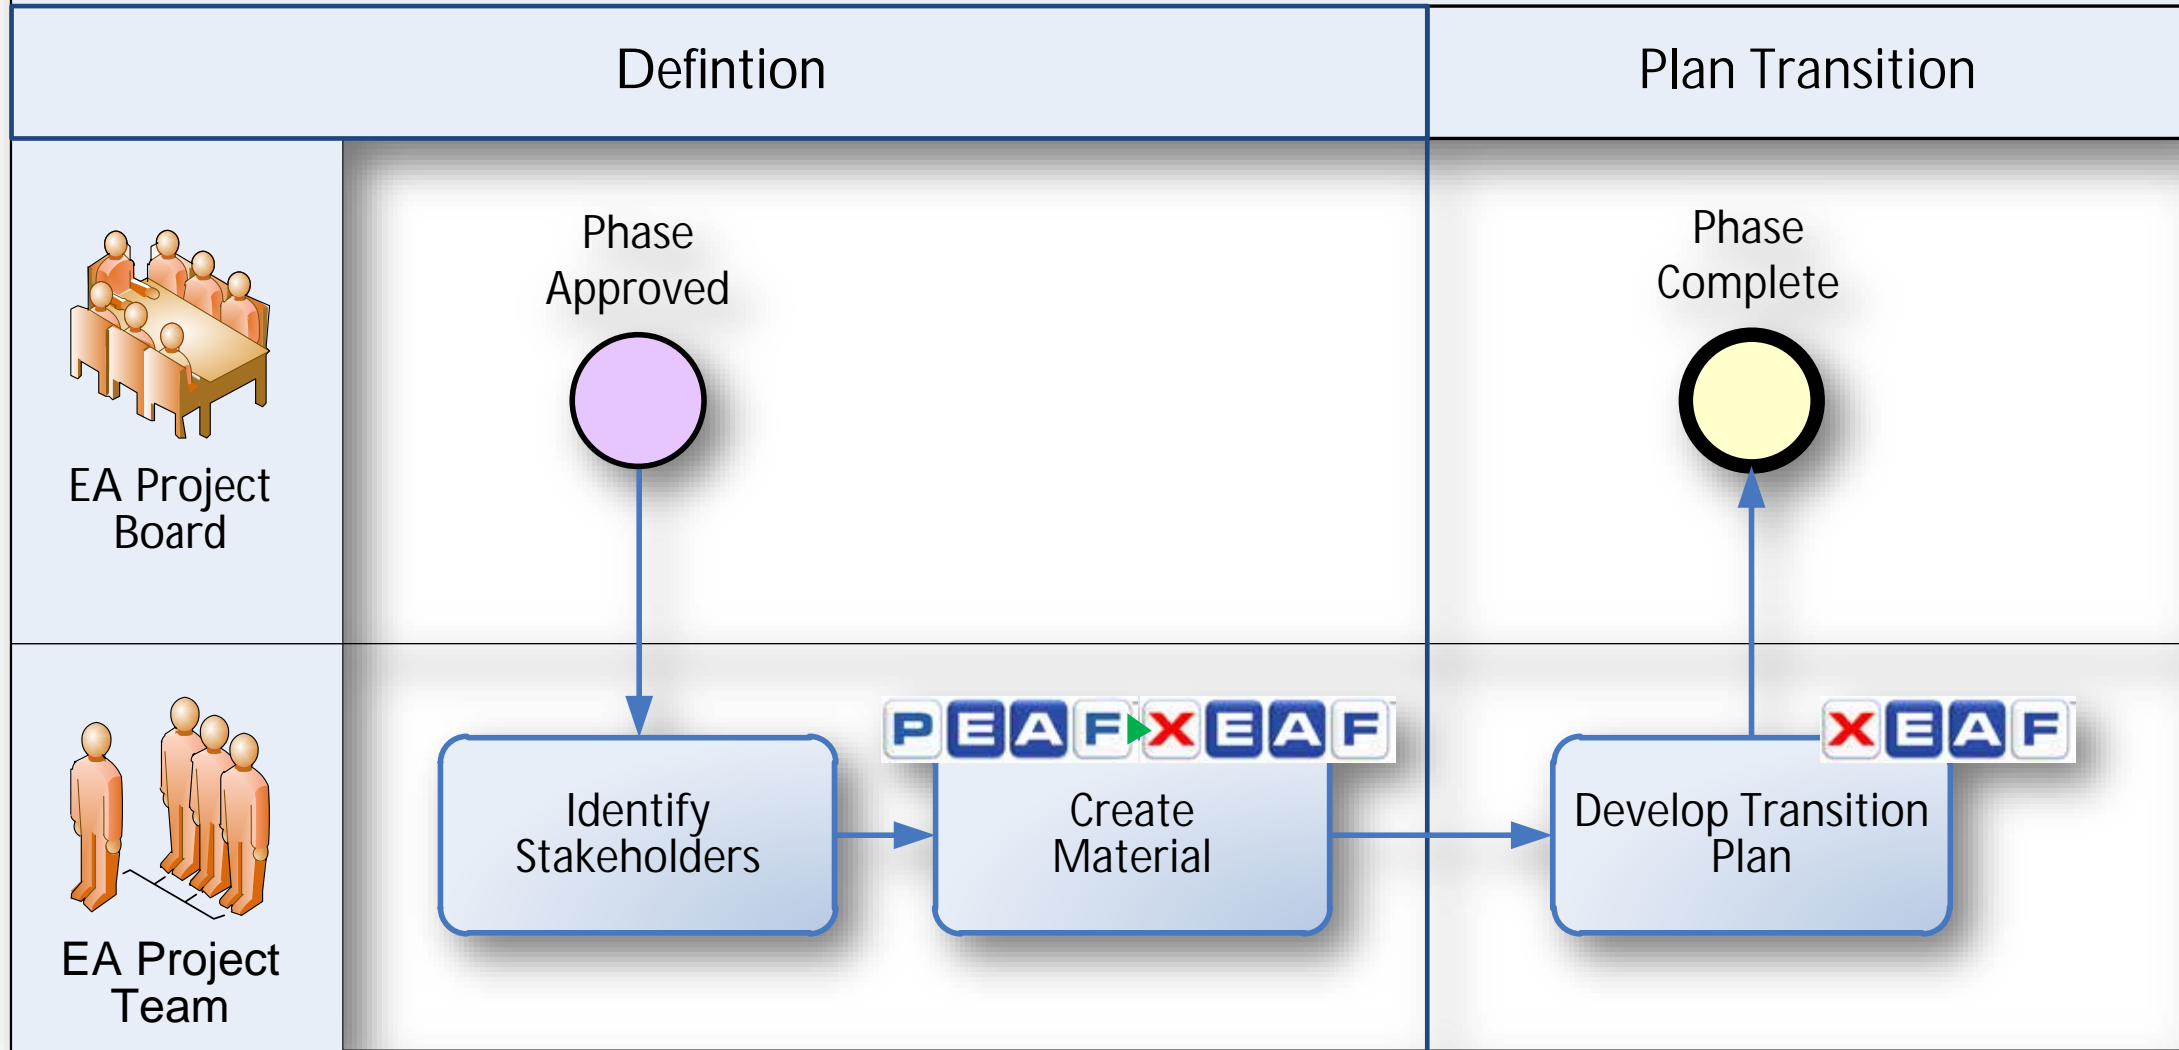 Defintion
Plan Transition
EA Project
Board
Phase
Approved
Phase
Complete
EA Project
Team
Identify
Stakeholders
PEAF XEAF
Create
Material
XEAF
Develop Transition
Plan